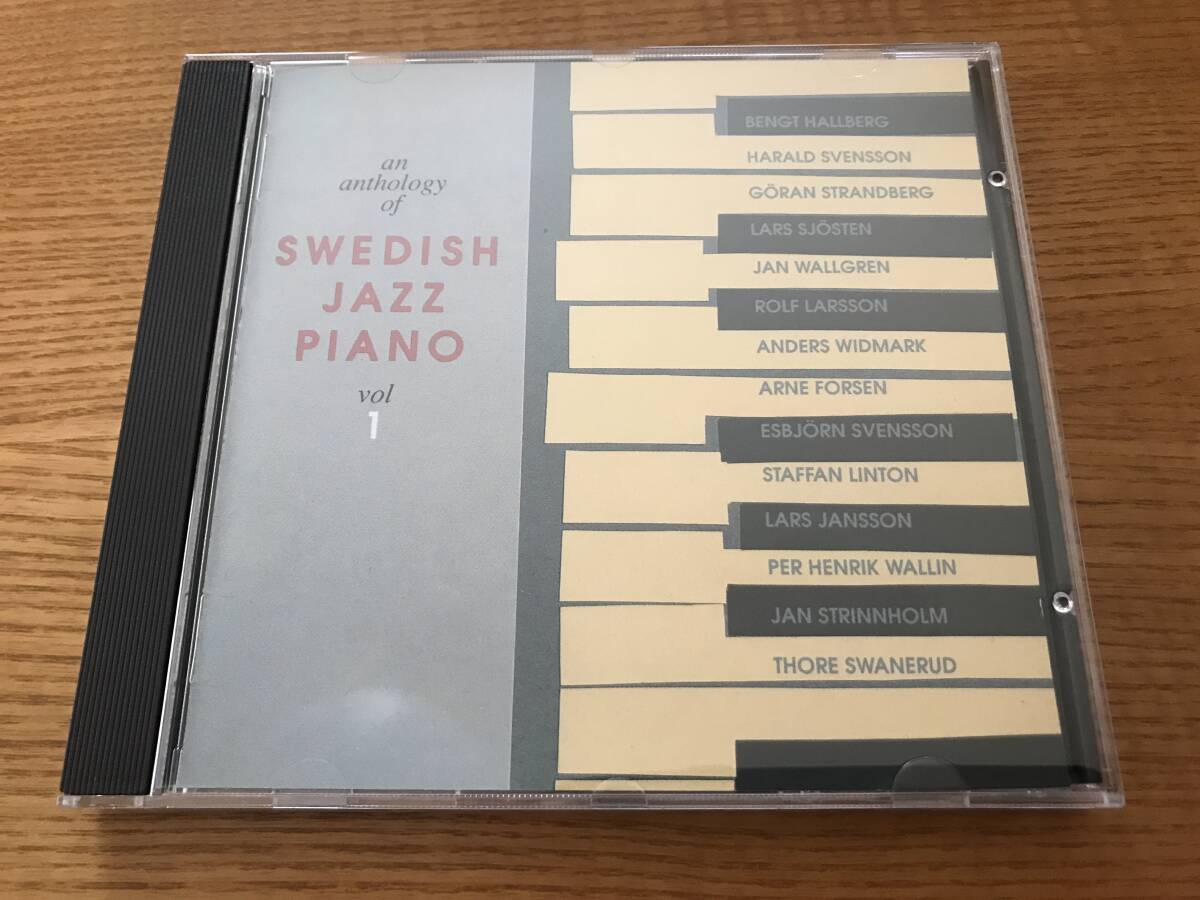 an
anthology
of
SWEDISH
JAZZ
PIANO
vol
1
BENGT HALLBERG
HARALD SVENSSON
GÖRAN STRANDBERG
LARS SJÖSTEN
JAN WALLGREN
ROLF LARSSON
ANDERS WIDMARK
ARNE FORSEN
ESBJÖRN SVENSSON
STAFFAN LINTON
LARS JANSSON
PER HENRIK WALLIN
JAN STRINNHOLM
THORE SWANERUD